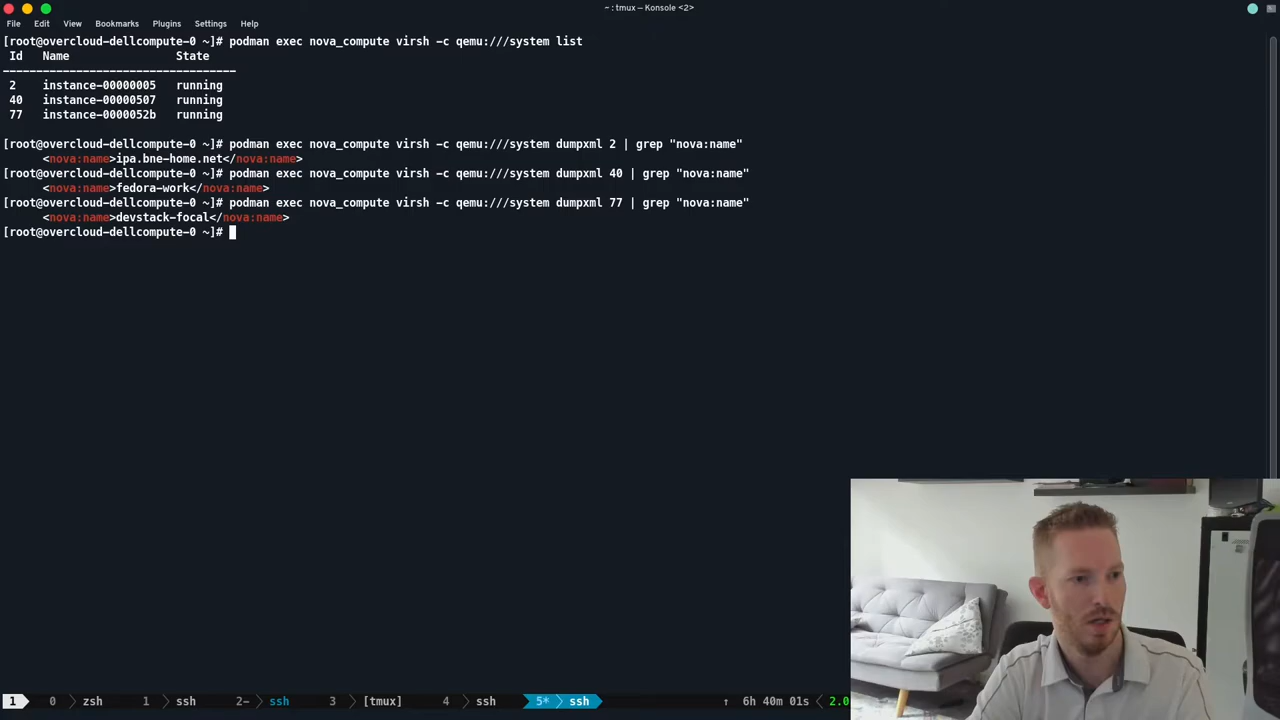 ~ : tmux — Konsole <2>
File Edit View Bookmarks Plugins Settings Help
[root@overcloud-dellcompute-0 ~]# podman exec nova_compute virsh -c qemu:///system list
Id Name State
-----------------------------------
2 instance-00000005 running
40 instance-00000507 running
77 instance-0000052b running
[root@overcloud-dellcompute-0 ~]# podman exec nova_compute virsh -c qemu:///system dumpxml 2 | grep "nova:name"
<nova:name>ipa.bne-home.net</nova:name>
[root@overcloud-dellcompute-0 ~]# podman exec nova_compute virsh -c qemu:///system dumpxml 40 | grep "nova:name"
<nova:name>fedora-work</nova:name>
[root@overcloud-dellcompute-0 ~]# podman exec nova_compute virsh -c qemu:///system dumpxml 77 | grep "nova:name"
<nova:name>devstack-focal</nova:name>
[root@overcloud-dellcompute-0 ~]#
1 0 zsh 1 ssh 2- ssh 3 [tmux] 4 ssh 5* ssh ↑ 6h 40m 01s 2.0